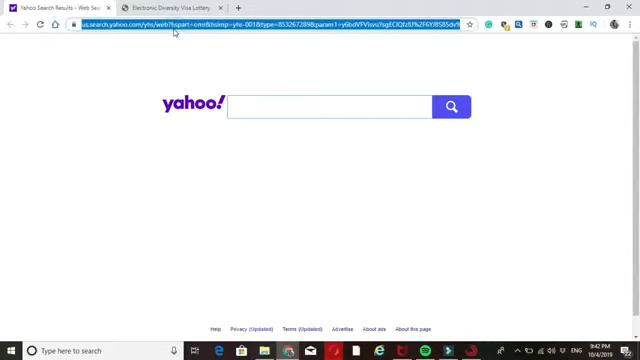 Yahoo Search Results - Web Sea
Electronic Diversity Visa Lottery
us.search.yahoo.com/yhs/web?hspart=omr&hsimp=yhs-001&type=8532672898&param1=
yahoo!
Help Privacy (Updated) Terms (Updated) Advertise About ads About this page
Type here to search
ENG
9:42 PM
10/4/2019